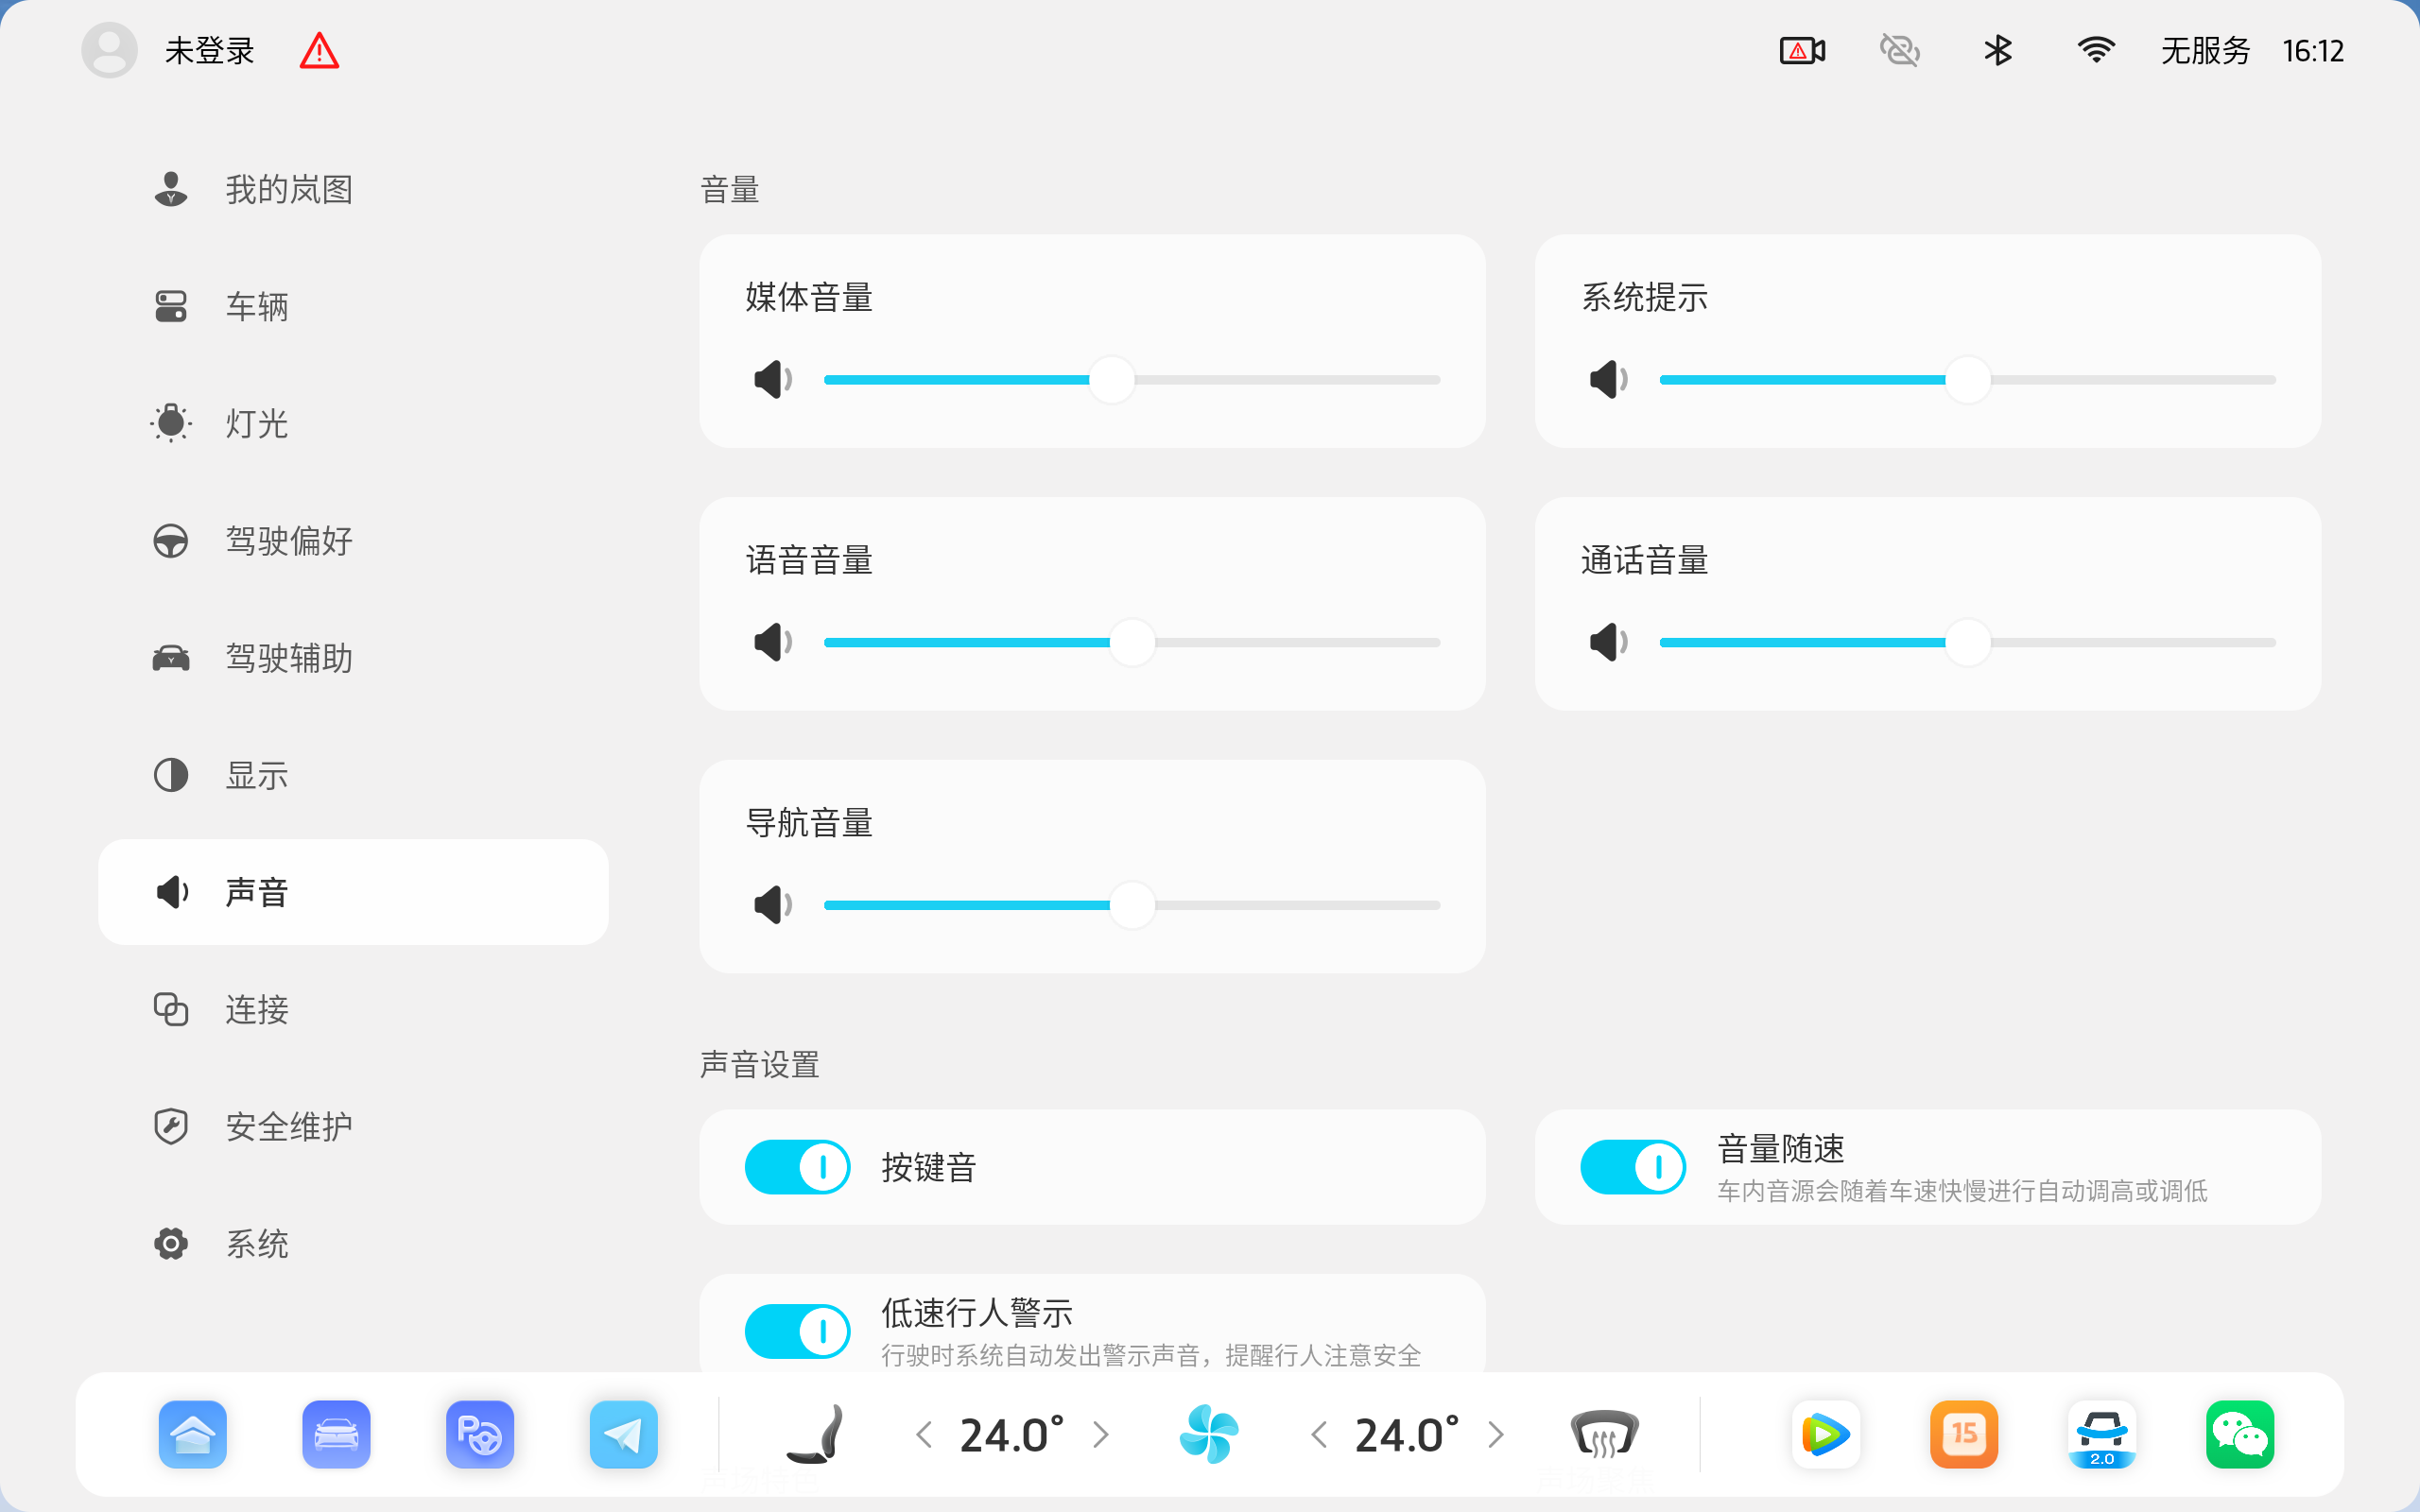 未登录
无服务 16:12
我的岚图
车辆
灯光
驾驶偏好
驾驶辅助
显示
声音
连接
安全维护
系统
音量
媒体音量
系统提示
语音音量
通话音量
导航音量
声音设置
按键音
音量随速
车内音源会随着车速快慢进行自动调高或调低
低速行人警示
行驶时系统自动发出警示声音，提醒行人注意安全
P
24.0°
24.0°
15
2.0